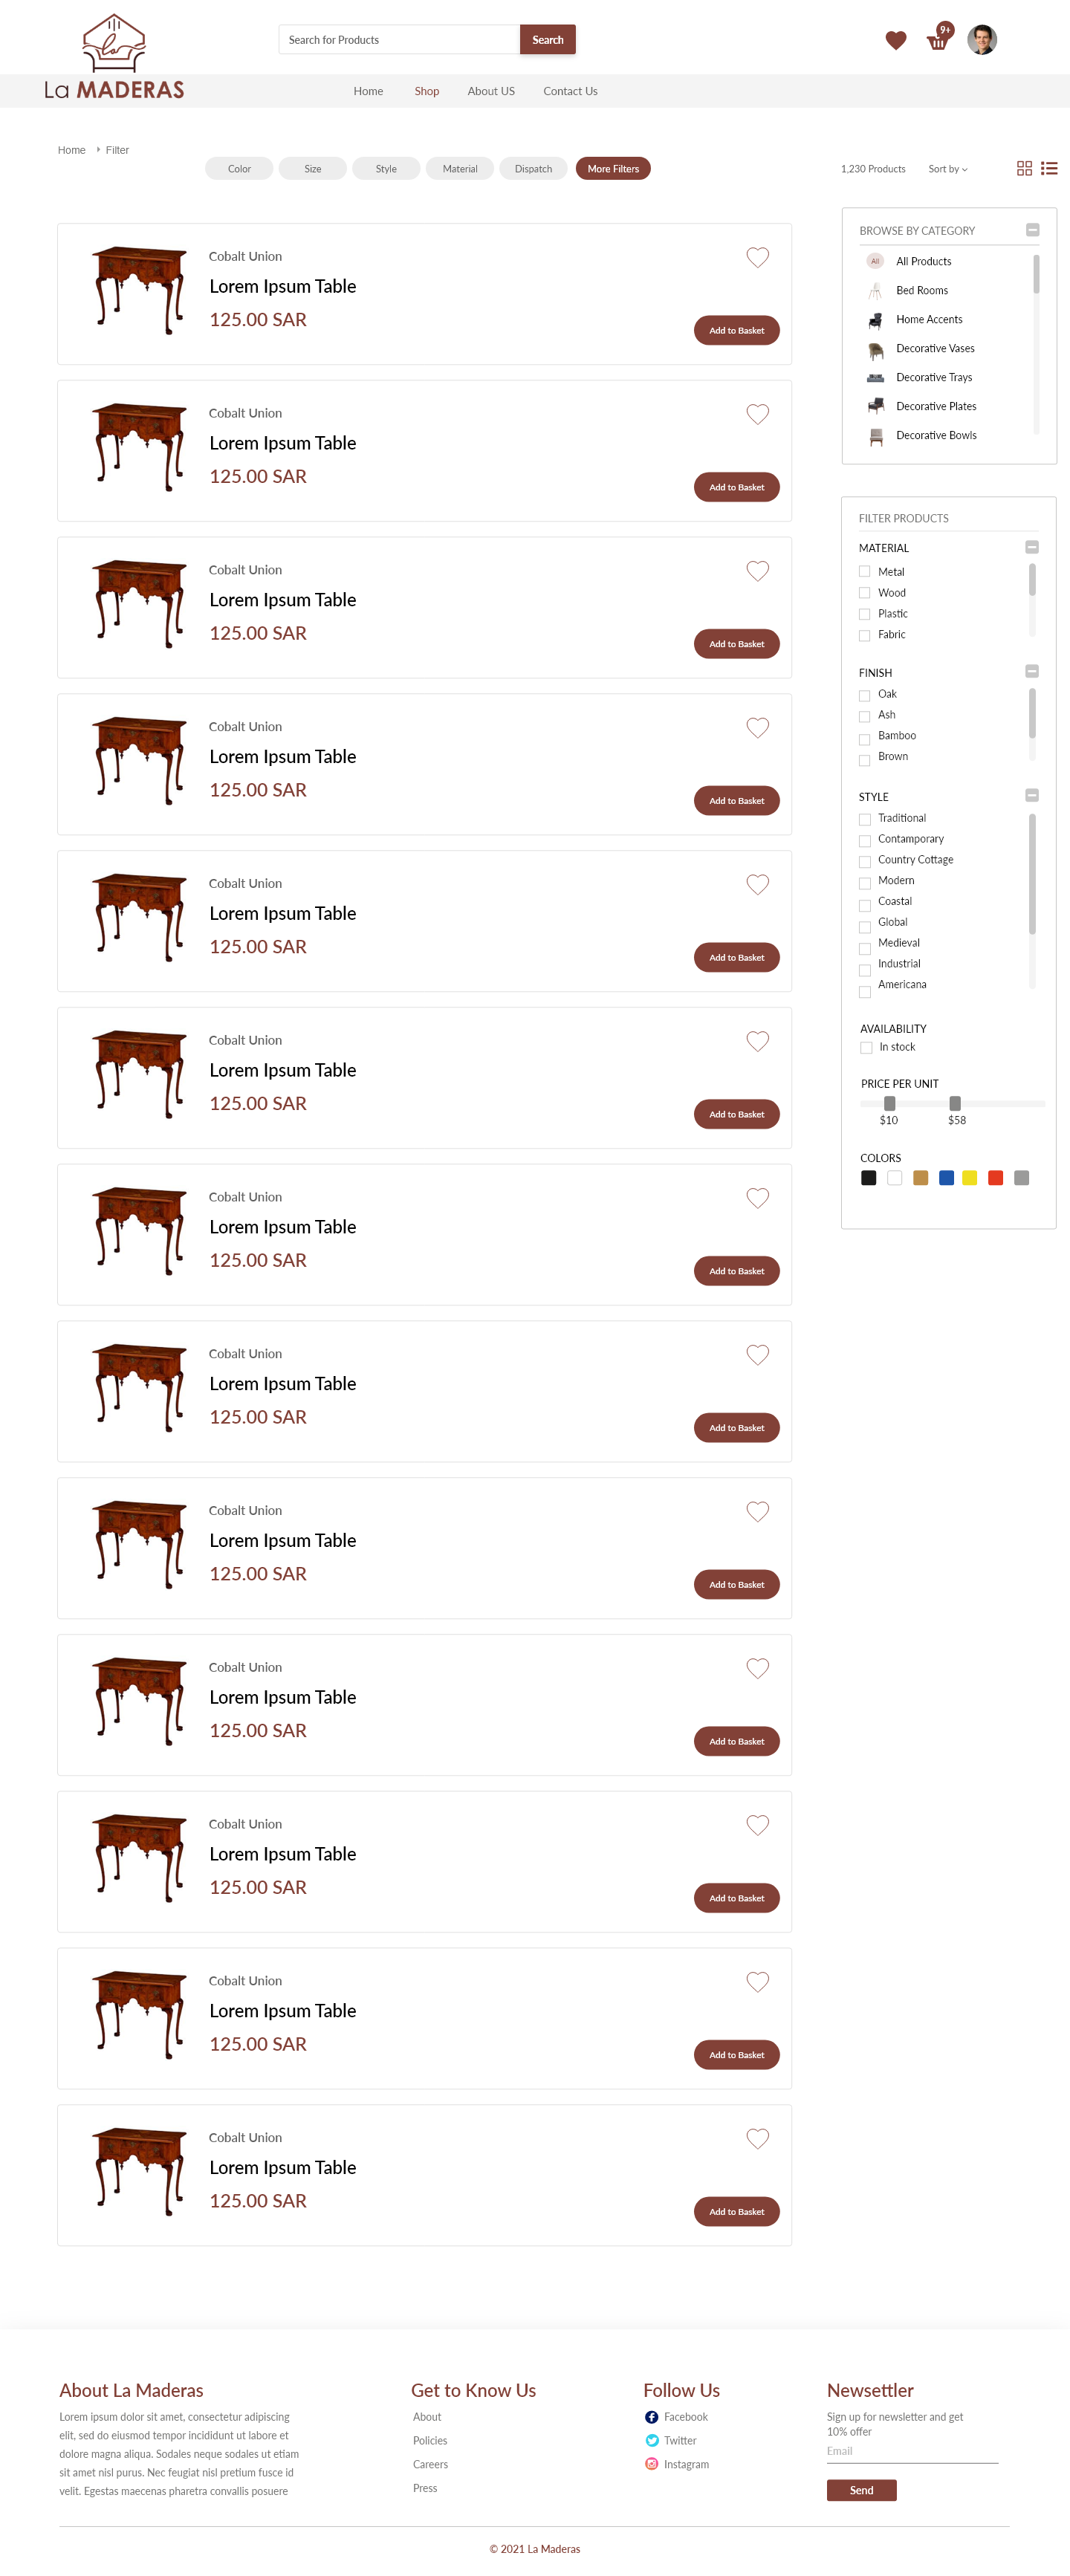 Search for Products
Search
9+
La MADERAS
Home Shop About US Contact Us
Home Filter
Color Size Style Material Dispatch More Filters
1,230 Products Sort by
Cobalt Union
Lorem Ipsum Table
125.00 SAR
Add to Basket
Cobalt Union
Lorem Ipsum Table
125.00 SAR
Add to Basket
Cobalt Union
Lorem Ipsum Table
125.00 SAR
Add to Basket
Cobalt Union
Lorem Ipsum Table
125.00 SAR
Add to Basket
Cobalt Union
Lorem Ipsum Table
125.00 SAR
Add to Basket
Cobalt Union
Lorem Ipsum Table
125.00 SAR
Add to Basket
Cobalt Union
Lorem Ipsum Table
125.00 SAR
Add to Basket
Cobalt Union
Lorem Ipsum Table
125.00 SAR
Add to Basket
Cobalt Union
Lorem Ipsum Table
125.00 SAR
Add to Basket
Cobalt Union
Lorem Ipsum Table
125.00 SAR
Add to Basket
Cobalt Union
Lorem Ipsum Table
125.00 SAR
Add to Basket
Cobalt Union
Lorem Ipsum Table
125.00 SAR
Add to Basket
Cobalt Union
Lorem Ipsum Table
125.00 SAR
Add to Basket
BROWSE BY CATEGORY
All All Products
Bed Rooms
Home Accents
Decorative Vases
Decorative Trays
Decorative Plates
Decorative Bowls
FILTER PRODUCTS
MATERIAL
Metal
Wood
Plastic
Fabric
FINISH
Oak
Ash
Bamboo
Brown
STYLE
Traditional
Contamporary
Country Cottage
Modern
Coastal
Global
Medieval
Industrial
Americana
AVAILABILITY
In stock
PRICE PER UNIT
$10 $58
COLORS
About La Maderas
Lorem ipsum dolor sit amet, consectetur adipiscing
elit, sed do eiusmod tempor incididunt ut labore et
dolore magna aliqua. Sodales neque sodales ut etiam
sit amet nisl purus. Nec feugiat nisl pretium fusce id
velit. Egestas maecenas pharetra convallis posuere
Get to Know Us
About
Policies
Careers
Press
Follow Us
Facebook
Twitter
Instagram
Newsettler
Sign up for newsletter and get
10% offer
Email
Send
© 2021 La Maderas